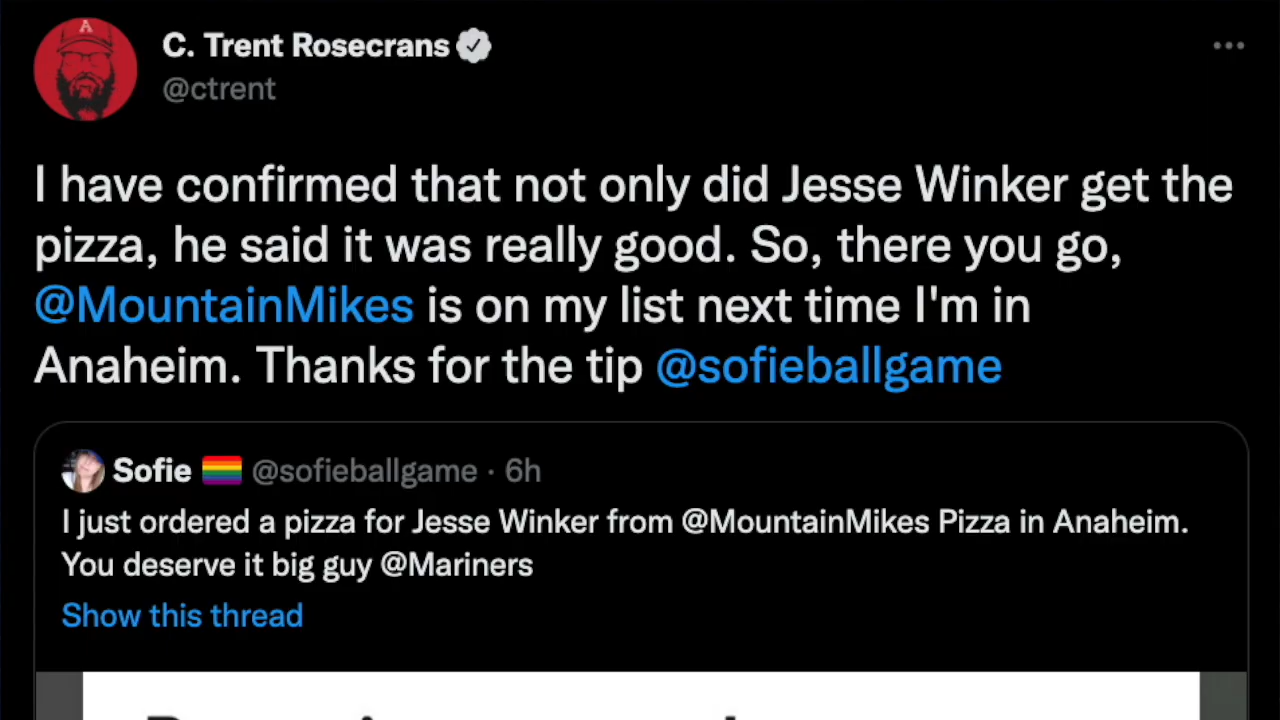 C. Trent Rosecrans
@ctrent
I have confirmed that not only did Jesse Winker get the
pizza, he said it was really good. So, there you go,
@MountainMikes is on my list next time I'm in
Anaheim. Thanks for the tip @sofieballgame
Sofie 🏳️‍🌈 @sofieballgame · 6h
I just ordered a pizza for Jesse Winker from @MountainMikes Pizza in Anaheim.
You deserve it big guy @Mariners
Show this thread